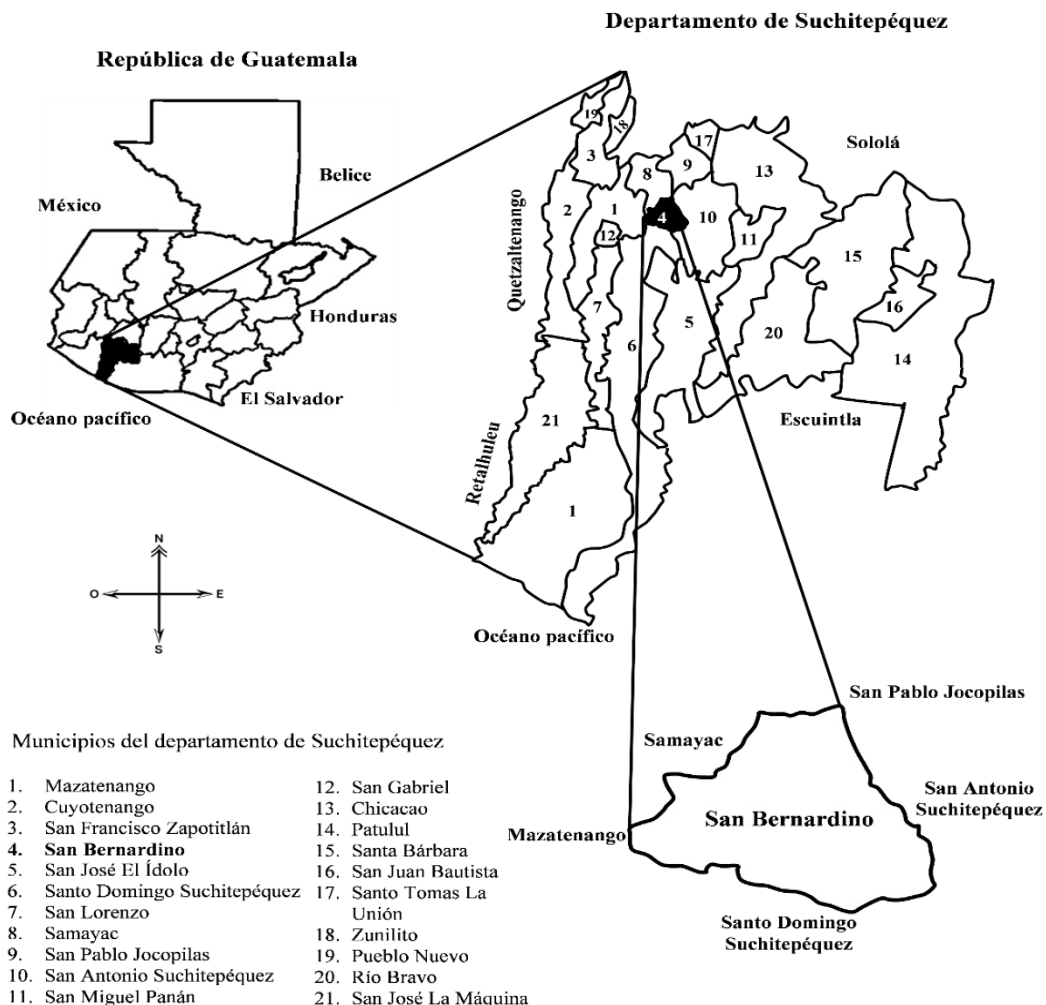 Departamento de Suchitepéquez
República de Guatemala
México
Belice
Honduras
El Salvador
Océano pacífico
N
O
E
S
Sololá
Quetzaltenango
Retalhuleu
Escuintla
Océano pacífico
19
18
17
3
8
9
13
2
1
4
10
12
11
15
7
5
16
6
20
14
21
1
San Pablo Jocopilas
Samayac
San Antonio
Suchitepéquez
San Bernardino
Mazatenango
Santo Domingo
Suchitepéquez
Municipios del departamento de Suchitepéquez
1. Mazatenango
2. Cuyotenango
3. San Francisco Zapotitlán
4. San Bernardino
5. San José El Ídolo
6. Santo Domingo Suchitepéquez
7. San Lorenzo
8. Samayac
9. San Pablo Jocopilas
10. San Antonio Suchitepéquez
11. San Miguel Panán
12. San Gabriel
13. Chicacao
14. Patulul
15. Santa Bárbara
16. San Juan Bautista
17. Santo Tomas La
Unión
18. Zunilito
19. Pueblo Nuevo
20. Río Bravo
21. San José La Máquina